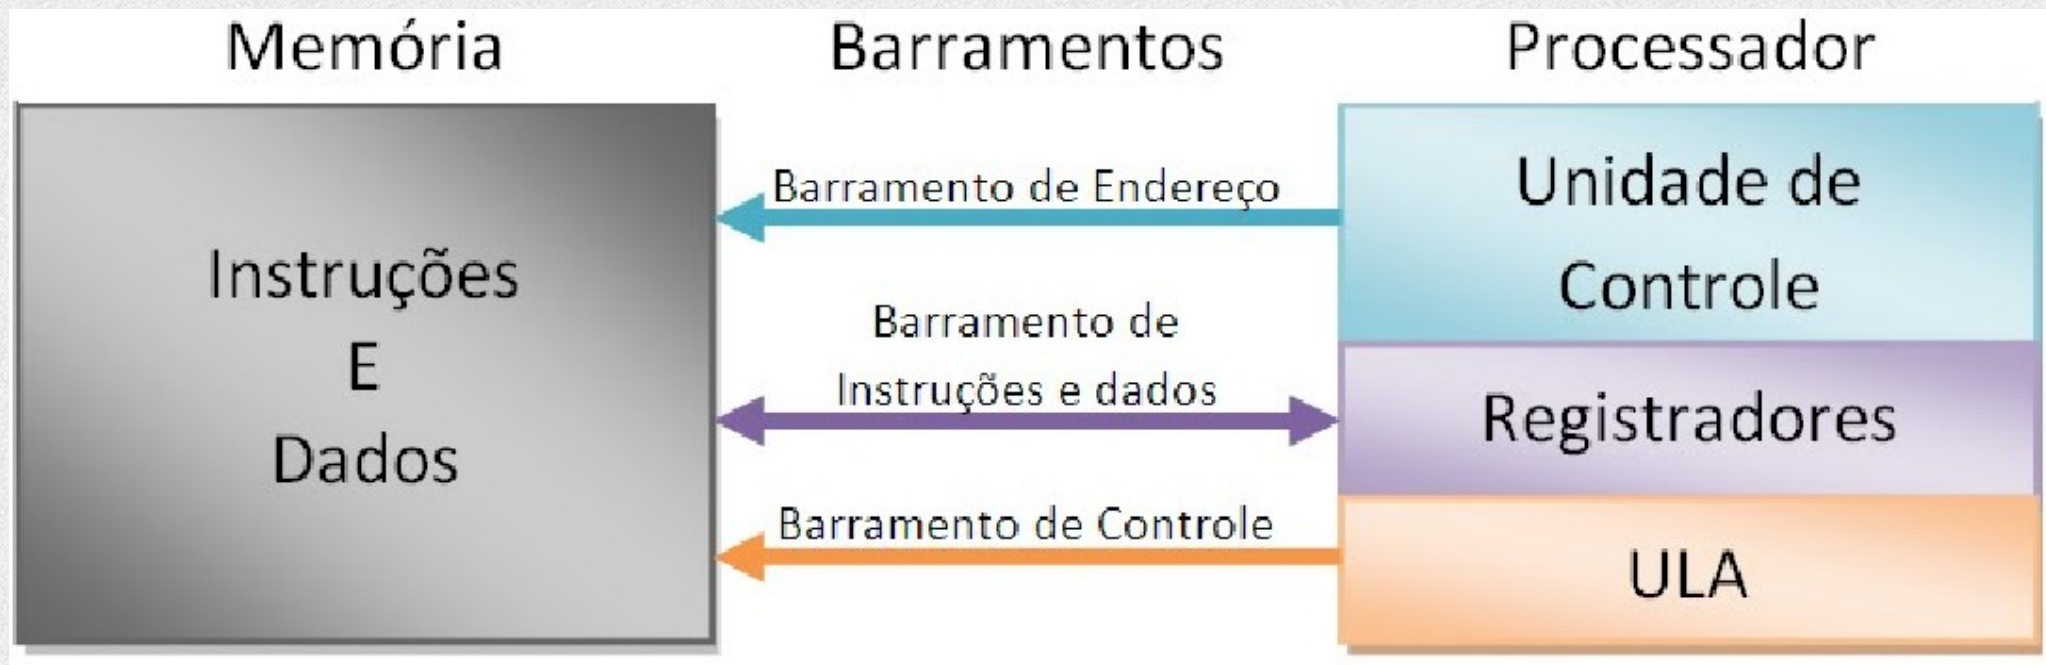 Memória
Barramentos
Processador
Instruções
E
Dados
Barramento de Endereço
Barramento de
Instruções e dados
Barramento de Controle
Unidade de
Controle
Registradores
ULA